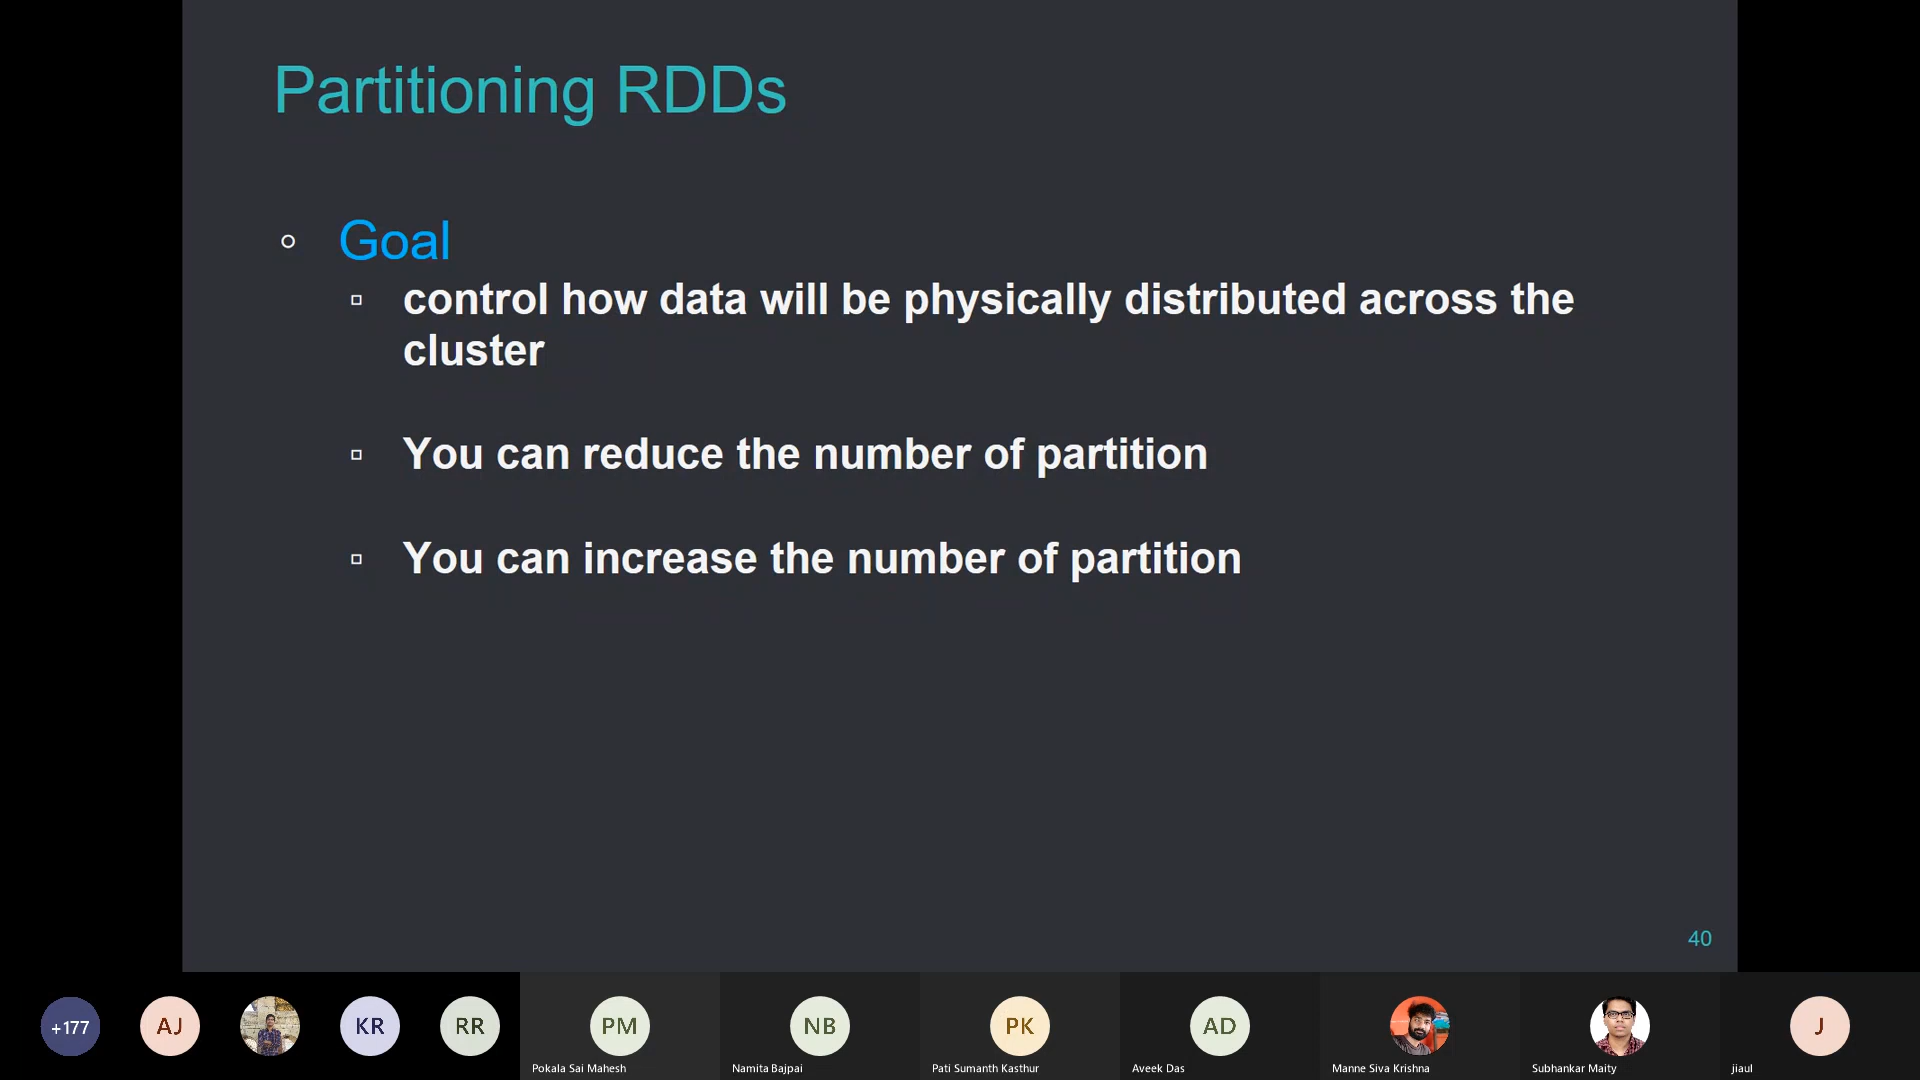 Partitioning RDDs
Goal
control how data will be physically distributed across the
cluster
You can reduce the number of partition
You can increase the number of partition
40
+177
AJ
KR
RR
PM
NB
PK
AD
J
Pokala Sai Mahesh
Namita Bajpai
Pati Sumanth Kasthur
Aveek Das
Manne Siva Krishna
Subhankar Maity
jiaul